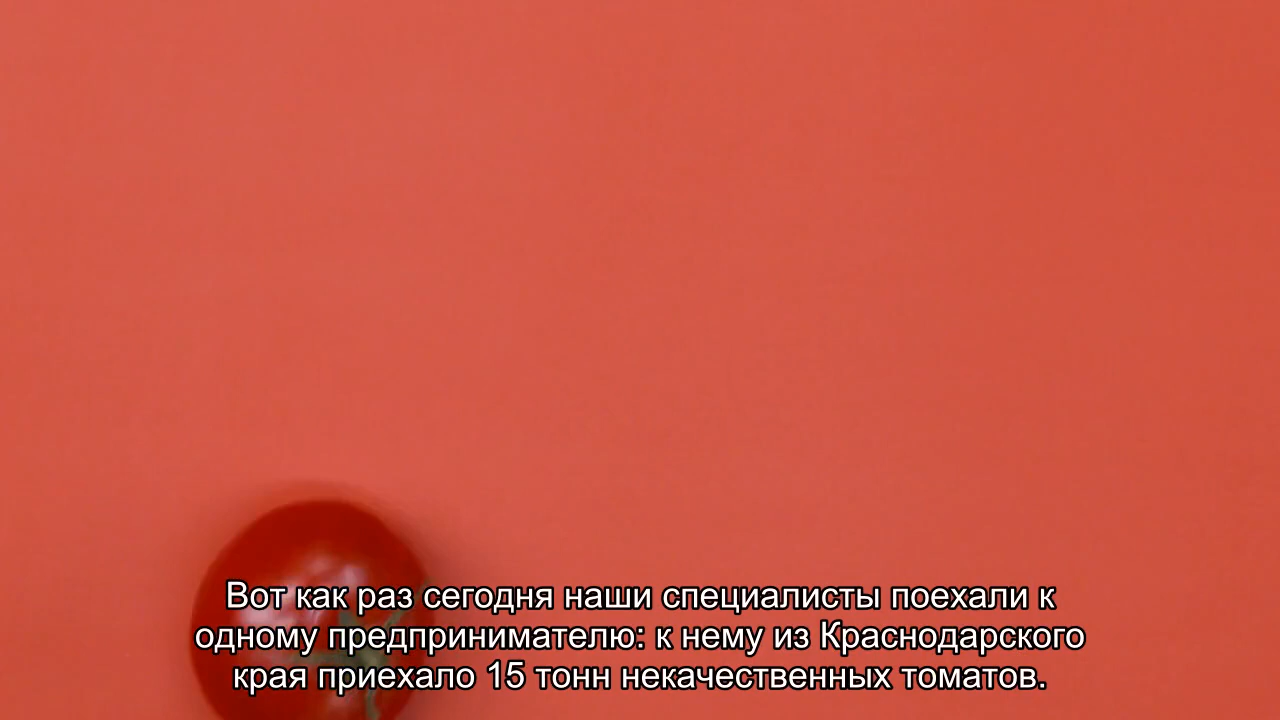 Вот как раз сегодня наши специалисты поехали к
одному предпринимателю: к нему из Краснодарского
края приехало 15 тонн некачественных томатов.